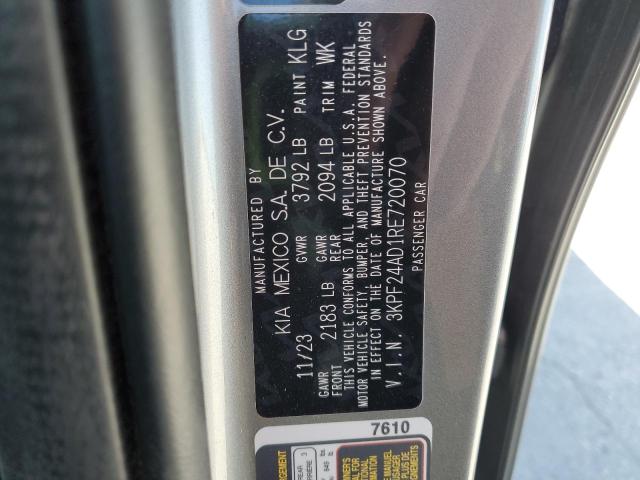 MANUFACTURED BY
KIA MEXICO S.A. DE C.V.
11/23 GVWR 3792 LB PAINT KLG
GAWR FRONT 2183 LB GAWR REAR 2094 LB TRIM WK
THIS VEHICLE CONFORMS TO ALL APPLICABLE U.S.A. FEDERAL
MOTOR VEHICLE SAFETY, BUMPER, AND THEFT PREVENTION STANDARDS
IN EFFECT ON THE DATE OF MANUFACTURE SHOWN ABOVE.
V.I.N. 3KPF24AD1RE720070
PASSENGER CAR
7610